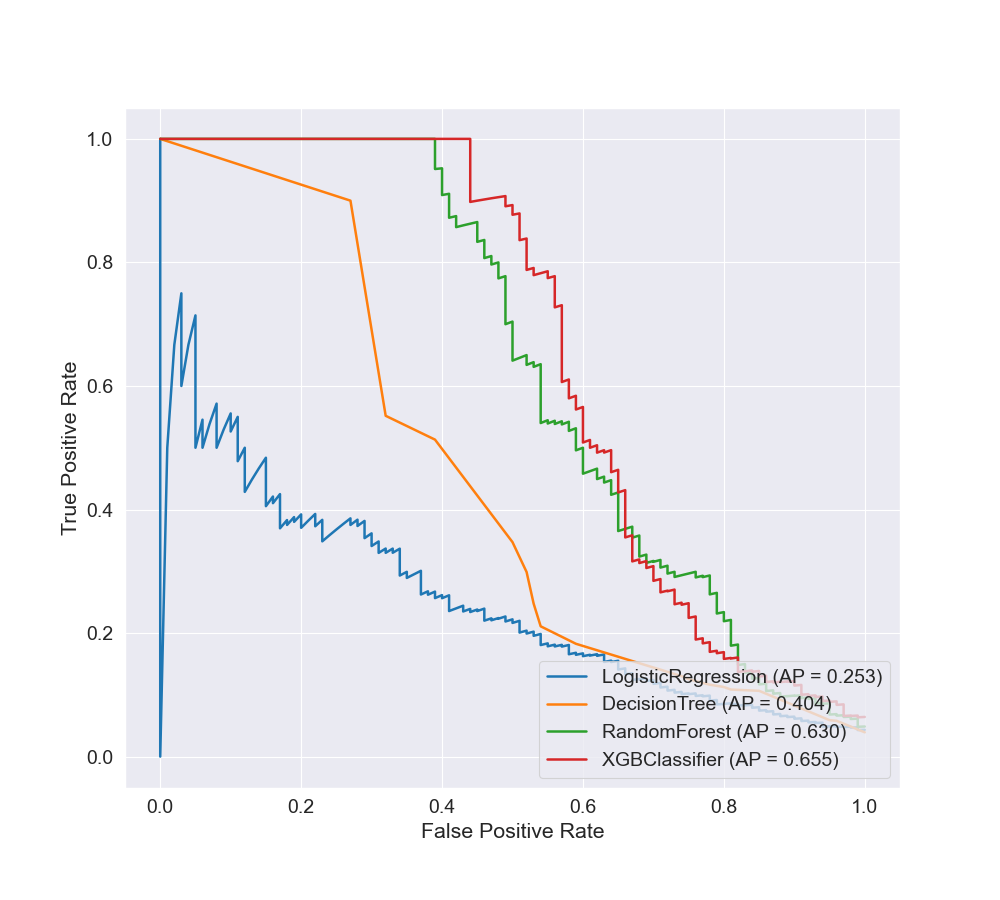 1.0
0.8
0.6
0.4
0.2
0.0
True Positive Rate
LogisticRegression (AP = 0.253)
DecisionTree (AP = 0.404)
RandomForest (AP = 0.630)
XGBClassifier (AP = 0.655)
0.0 0.2 0.4 0.6 0.8 1.0
False Positive Rate